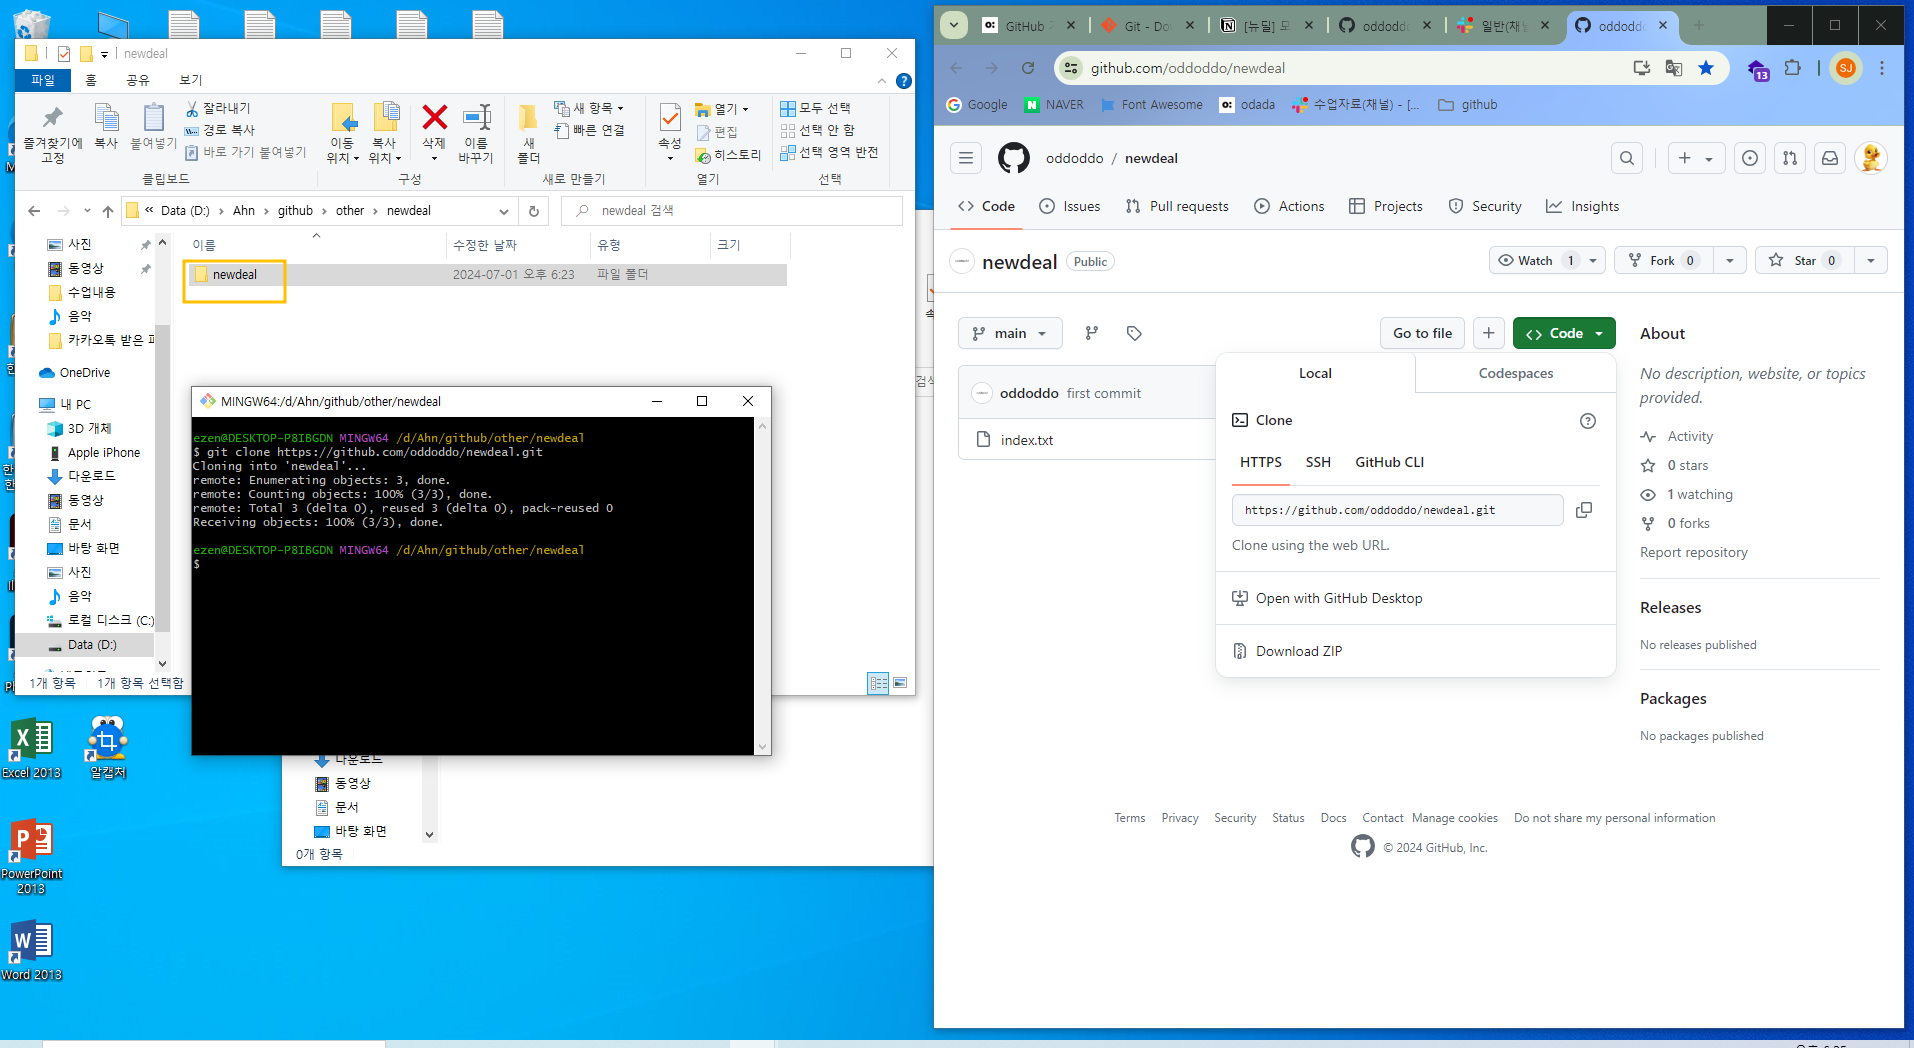 newdeal
파일
홈
공유
보기
즐겨찾기에
고정
복사
붙여넣기
잘라내기
경로 복사
바로 가기 붙여넣기
클립보드
이동
위치
복사
위치
삭제
이름
바꾸기
구성
새
폴더
새 항목
빠른 연결
새로 만들기
속성
열기
편집
히스토리
열기
모두 선택
선택 안 함
선택 영역 반전
선택
« Data (D:) › Ahn › github › other › newdeal
newdeal 검색
이름
수정한 날짜
유형
크기
newdeal
2024-07-01 오후 6:23
파일 폴더
사진
동영상
수업내용
음악
카카오톡 받은 파
OneDrive
내 PC
3D 개체
Apple iPhone
다운로드
동영상
문서
바탕 화면
사진
음악
로컬 디스크 (C:)
Data (D:)
1개 항목
1개 항목 선택함
MINGW64:/d/Ahn/github/other/newdeal
ezen@DESKTOP-P8IBGDN MINGW64 /d/Ahn/github/other/newdeal
$ git clone https://github.com/oddoddo/newdeal.git
Cloning into 'newdeal'...
remote: Enumerating objects: 3, done.
remote: Counting objects: 100% (3/3), done.
remote: Total 3 (delta 0), reused 3 (delta 0), pack-reused 0
Receiving objects: 100% (3/3), done.
ezen@DESKTOP-P8IBGDN MINGW64 /d/Ahn/github/other/newdeal
$
다운로드
동영상
문서
바탕 화면
0개 항목
Excel 2013
알캡처
PowerPoint
2013
Word 2013
GitHub
Git - Do
[뉴딜] 모
oddodd
일반(채널
oddodd
github.com/oddoddo/newdeal
13
SJ
Google
NAVER
Font Awesome
odada
수업자료(채널) - [...
github
oddoddo / newdeal
Code
Issues
Pull requests
Actions
Projects
Security
Insights
newdeal
Public
Watch 1
Fork 0
Star 0
main
Go to file
Code
oddoddo first commit
index.txt
Local
Codespaces
Clone
HTTPS
SSH
GitHub CLI
https://github.com/oddoddo/newdeal.git
Clone using the web URL.
Open with GitHub Desktop
Download ZIP
About
No description, website, or topics
provided.
Activity
0 stars
1 watching
0 forks
Report repository
Releases
No releases published
Packages
No packages published
Terms
Privacy
Security
Status
Docs
Contact
Manage cookies
Do not share my personal information
© 2024 GitHub, Inc.